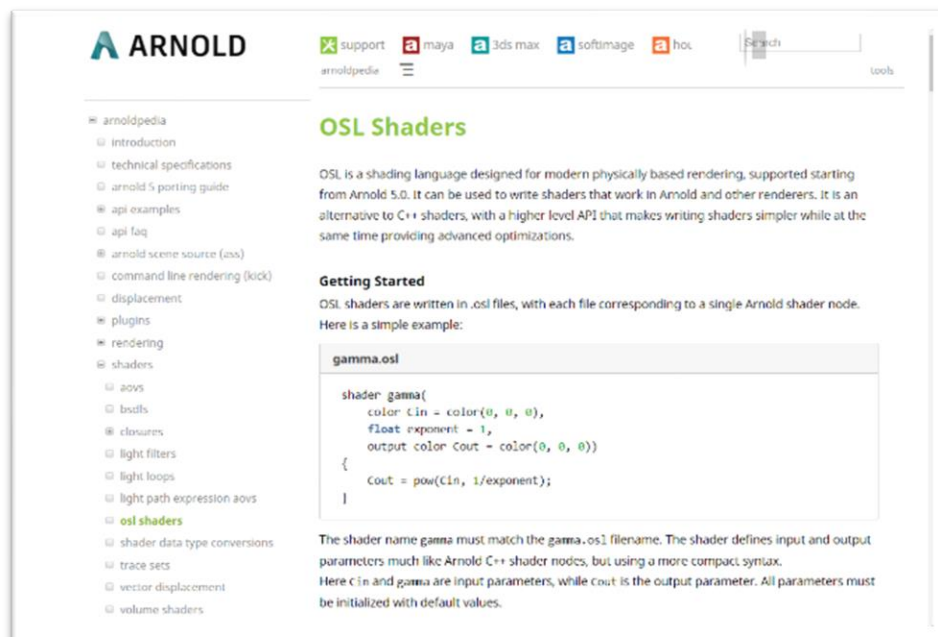 ARNOLD
support maya 3ds max softimage hou
Search
arnoldpedia
tools
arnoldpedia
introduction
technical specifications
arnold 5 porting guide
api examples
api faq
arnold scene source (ass)
command line rendering (kick)
displacement
plugins
rendering
shaders
aovs
bsdfs
closures
light filters
light loops
light path expression aovs
osl shaders
shader data type conversions
trace sets
vector displacement
volume shaders
OSL Shaders
OSL is a shading language designed for modern physically based rendering, supported starting
from Arnold 5.0. It can be used to write shaders that work in Arnold and other renderers. It is an
alternative to C++ shaders, with a higher level API that makes writing shaders simpler while at the
same time providing advanced optimizations.
Getting Started
OSL shaders are written in .osl files, with each file corresponding to a single Arnold shader node.
Here is a simple example:
gamma.osl
shader gamma(
color Cin = color(0, 0, 0),
float exponent = 1,
output color Cout = color(0, 0, 0))
{
Cout = pow(Cin, 1/exponent);
}
The shader name gamma must match the gamma.osl filename. The shader defines input and output
parameters much like Arnold C++ shader nodes, but using a more compact syntax.
Here Cin and gamma are input parameters, while Cout is the output parameter. All parameters must
be initialized with default values.